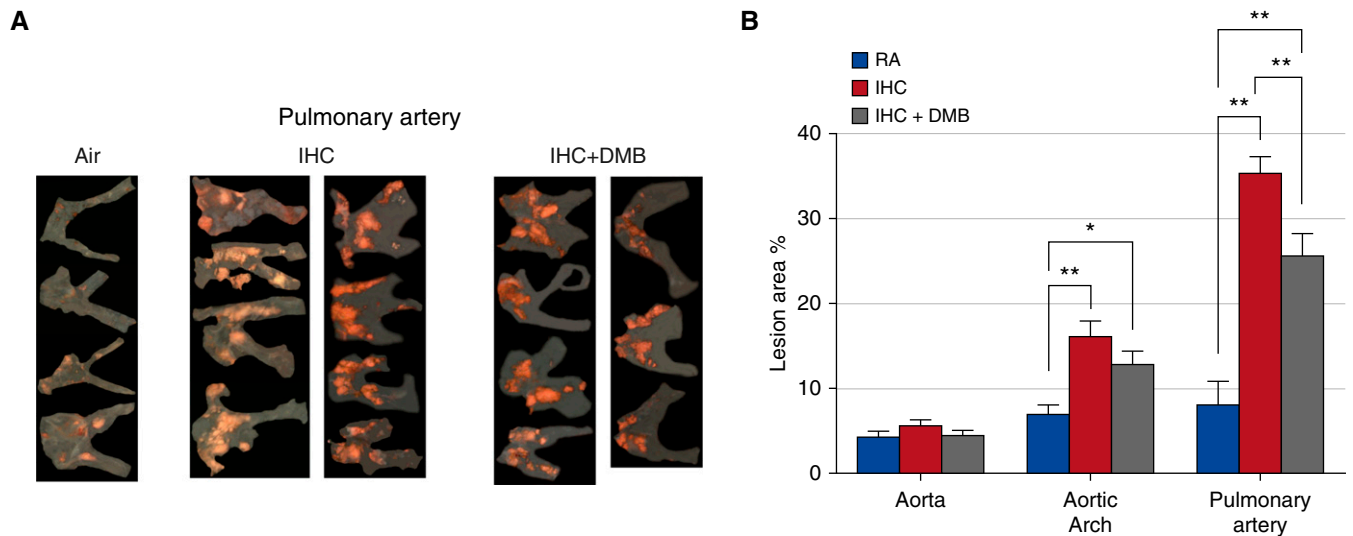 A
Pulmonary artery
Air
IHC
IHC+DMB
B
RA
IHC
IHC + DMB
**
**
**
*
**
Lesion area %
40
30
20
10
0
Aorta
Aortic
Arch
Pulmonary
artery